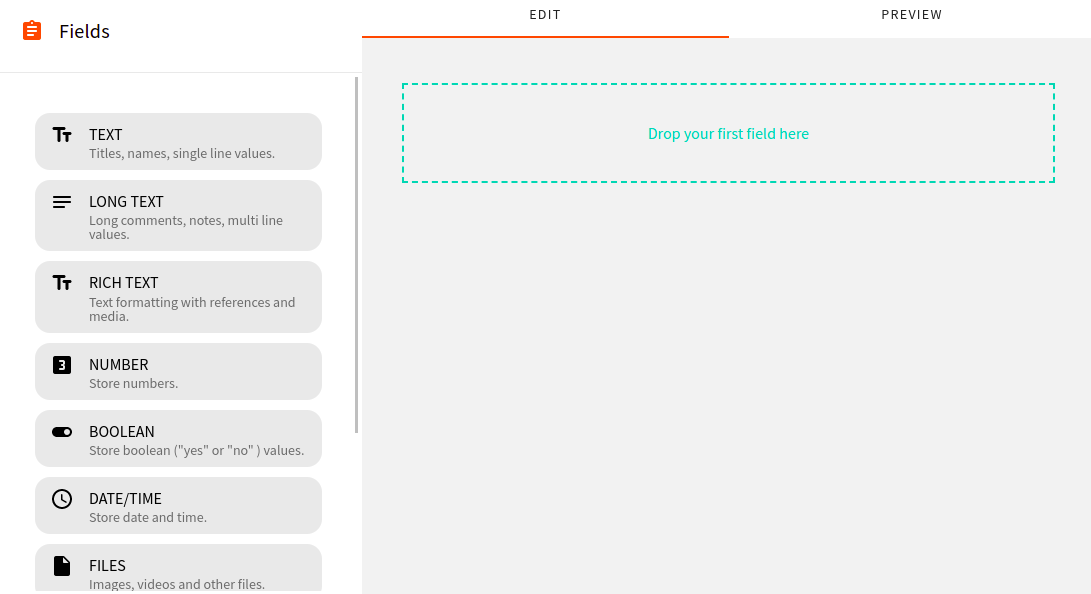 Fields
EDIT
PREVIEW
TEXT
Titles, names, single line values.
LONG TEXT
Long comments, notes, multi line
values.
RICH TEXT
Text formatting with references and
media.
3
NUMBER
Store numbers.
BOOLEAN
Store boolean ("yes" or "no" ) values.
DATE/TIME
Store date and time.
FILES
Images, videos and other files.
Drop your first field here